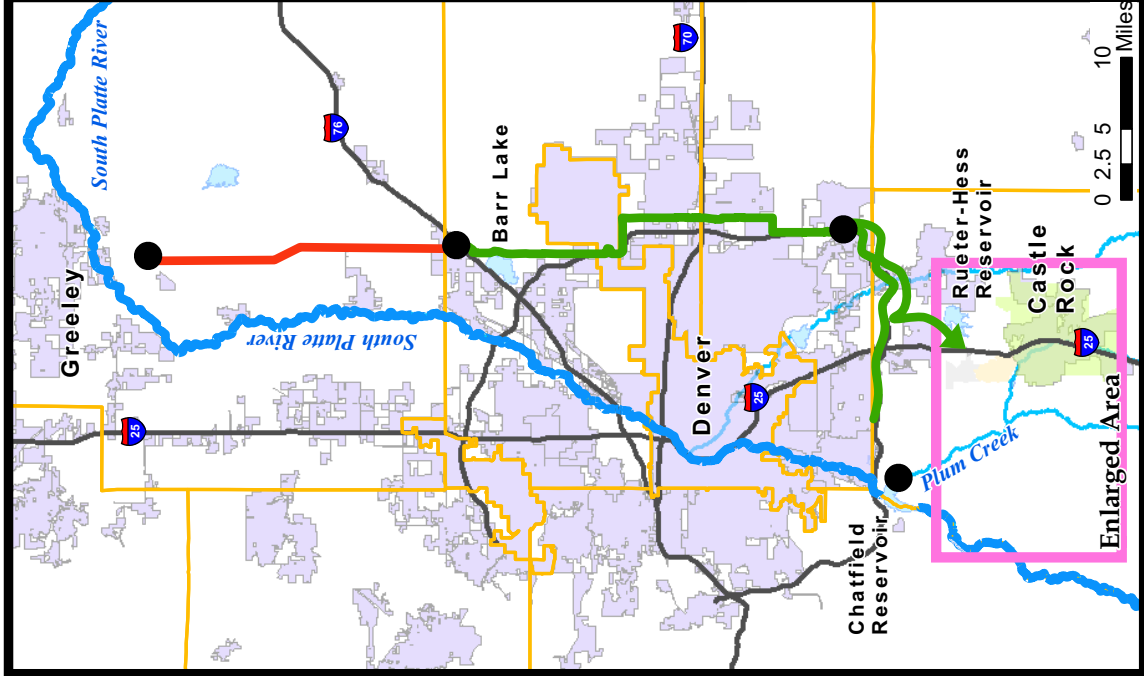 South Platte River
Greeley
76
70
25
South Platte River
Barr Lake
Denver
25
Rueter-Hess
Reservoir
Castle
Rock
25
Plum Creek
Chatfield
Reservoir
Enlarged Area
0 2.5 5 10
Miles